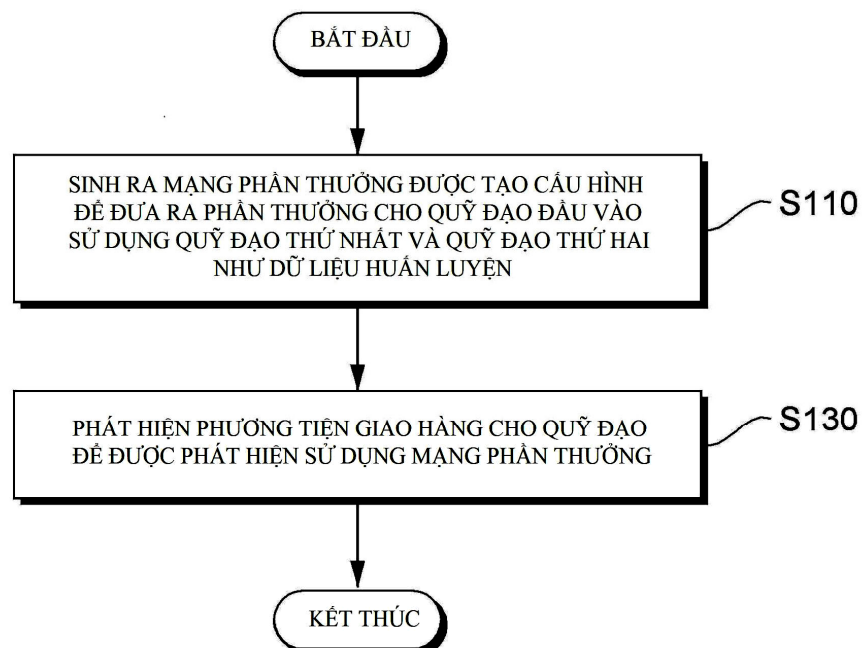 BẮT ĐẦU
SINH RA MẠNG PHẦN THƯỞNG ĐƯỢC TẠO CẤU HÌNH
ĐỂ ĐƯA RA PHẦN THƯỞNG CHO QUỸ ĐẠO ĐẦU VÀO
SỬ DỤNG QUỸ ĐẠO THỨ NHẤT VÀ QUỸ ĐẠO THỨ HAI
NHƯ DỮ LIỆU HUẤN LUYỆN
S110
PHÁT HIỆN PHƯƠNG TIỆN GIAO HÀNG CHO QUỸ ĐẠO
ĐỂ ĐƯỢC PHÁT HIỆN SỬ DỤNG MẠNG PHẦN THƯỞNG
S130
KẾT THÚC